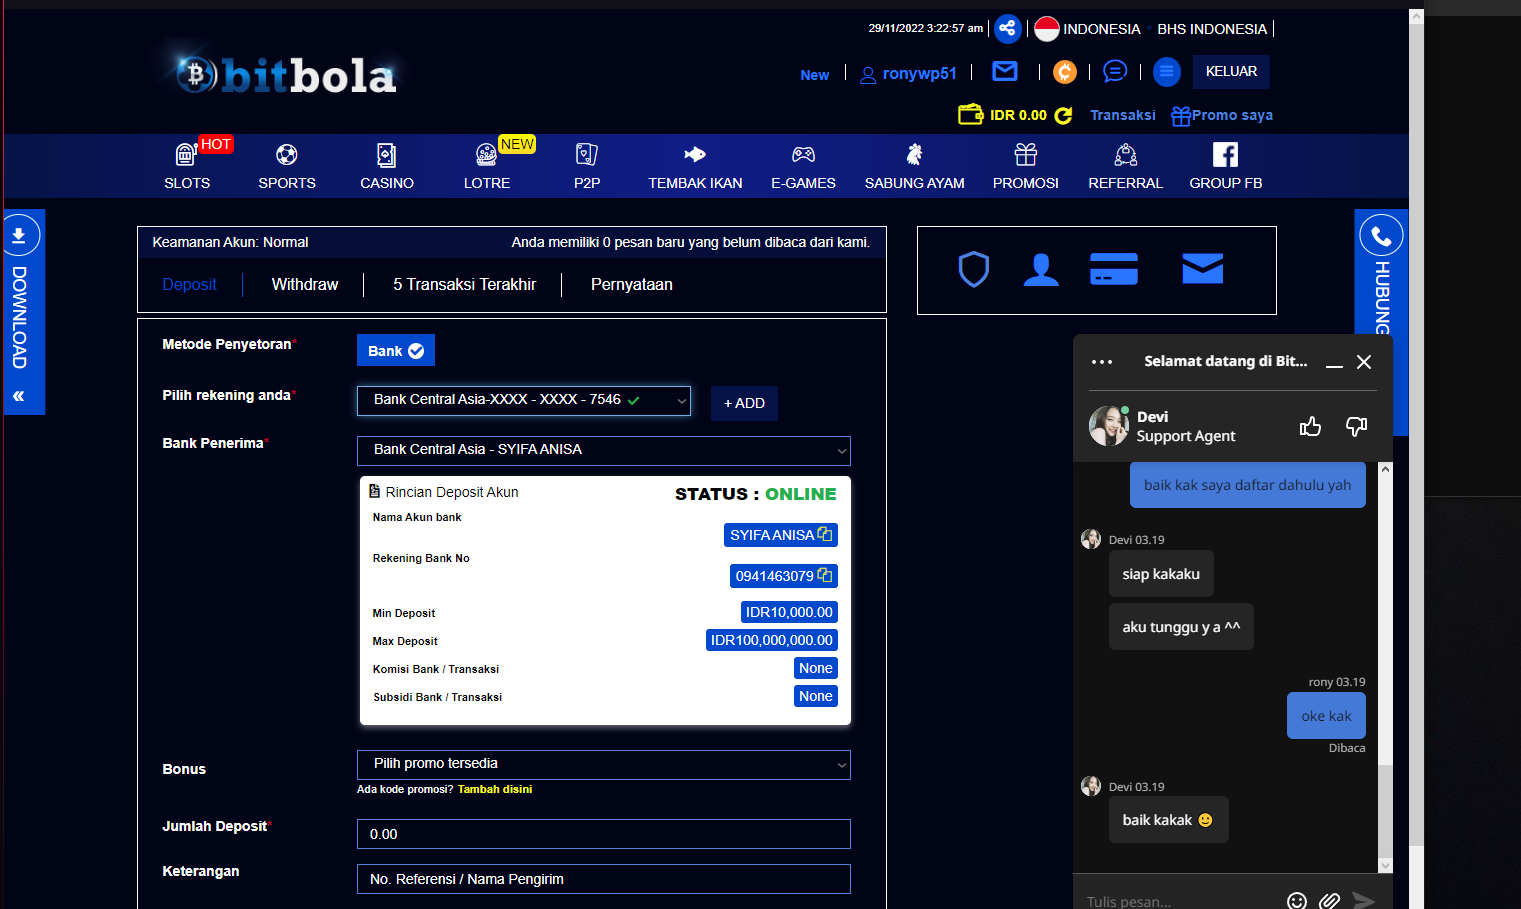 29/11/2022 3:22:57 am
INDONESIA
BHS INDONESIA
bitbola
New
ronywp51
KELUAR
IDR 0.00
Transaksi
Promo saya
HOT
NEW
SLOTS
SPORTS
CASINO
LOTRE
P2P
TEMBAK IKAN
E-GAMES
SABUNG AYAM
PROMOSI
REFERRAL
GROUP FB
DOWNLOAD
«
HUBUNG
Keamanan Akun: Normal
Anda memiliki 0 pesan baru yang belum dibaca dari kami.
Deposit
Withdraw
5 Transaksi Terakhir
Pernyataan
Metode Penyetoran*
Bank
Pilih rekening anda*
Bank Central Asia-XXXX - XXXX - 7546
+ ADD
Bank Penerima*
Bank Central Asia - SYIFA ANISA
Rincian Deposit Akun
STATUS : ONLINE
Nama Akun bank
SYIFA ANISA
Rekening Bank No
0941463079
Min Deposit
IDR10,000.00
Max Deposit
IDR100,000,000.00
Komisi Bank / Transaksi
None
Subsidi Bank / Transaksi
None
Bonus
Pilih promo tersedia
Ada kode promosi? Tambah disini
Jumlah Deposit*
0.00
Keterangan
No. Referensi / Nama Pengirim
Selamat datang di Bit...
Devi
Support Agent
baik kak saya daftar dahulu yah
Devi 03.19
siap kakaku
aku tunggu y a ^^
rony 03.19
oke kak
Dibaca
Devi 03.19
baik kakak 🙂
Tulis pesan...